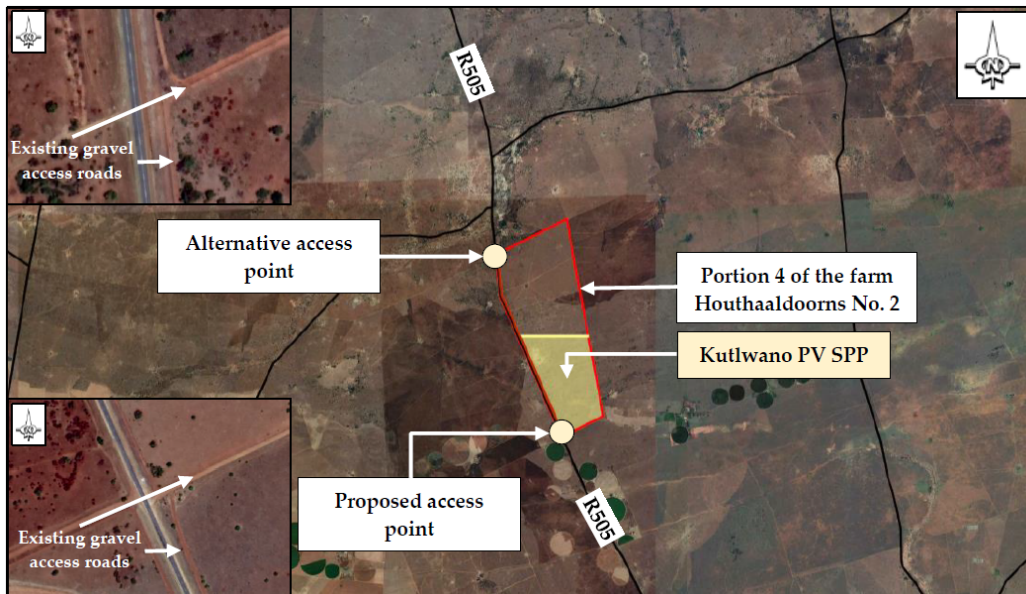 R505
Existing gravel
access roads
Alternative access
point
Portion 4 of the farm
Houthaaldoorns No. 2
Kutlwano PV SPP
Existing gravel
access roads
Proposed access
point
R505